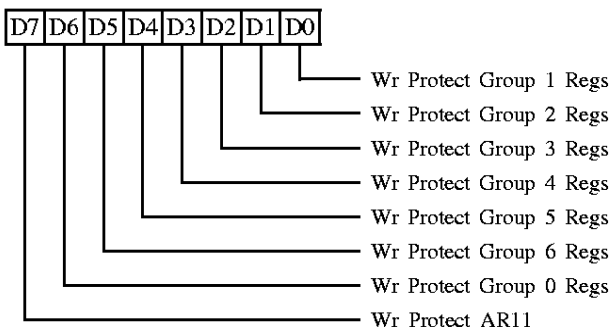 D7 D6 D5 D4 D3 D2 D1 D0
Wr Protect Group 1 Regs
Wr Protect Group 2 Regs
Wr Protect Group 3 Regs
Wr Protect Group 4 Regs
Wr Protect Group 5 Regs
Wr Protect Group 6 Regs
Wr Protect Group 0 Regs
Wr Protect AR11